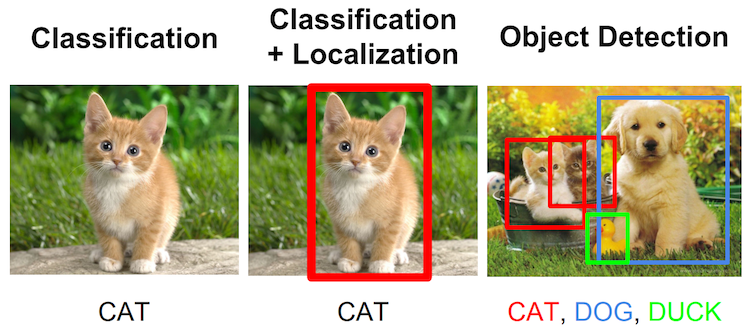 Classification
Classification
+ Localization
Object Detection
CAT
CAT
CAT, DOG, DUCK